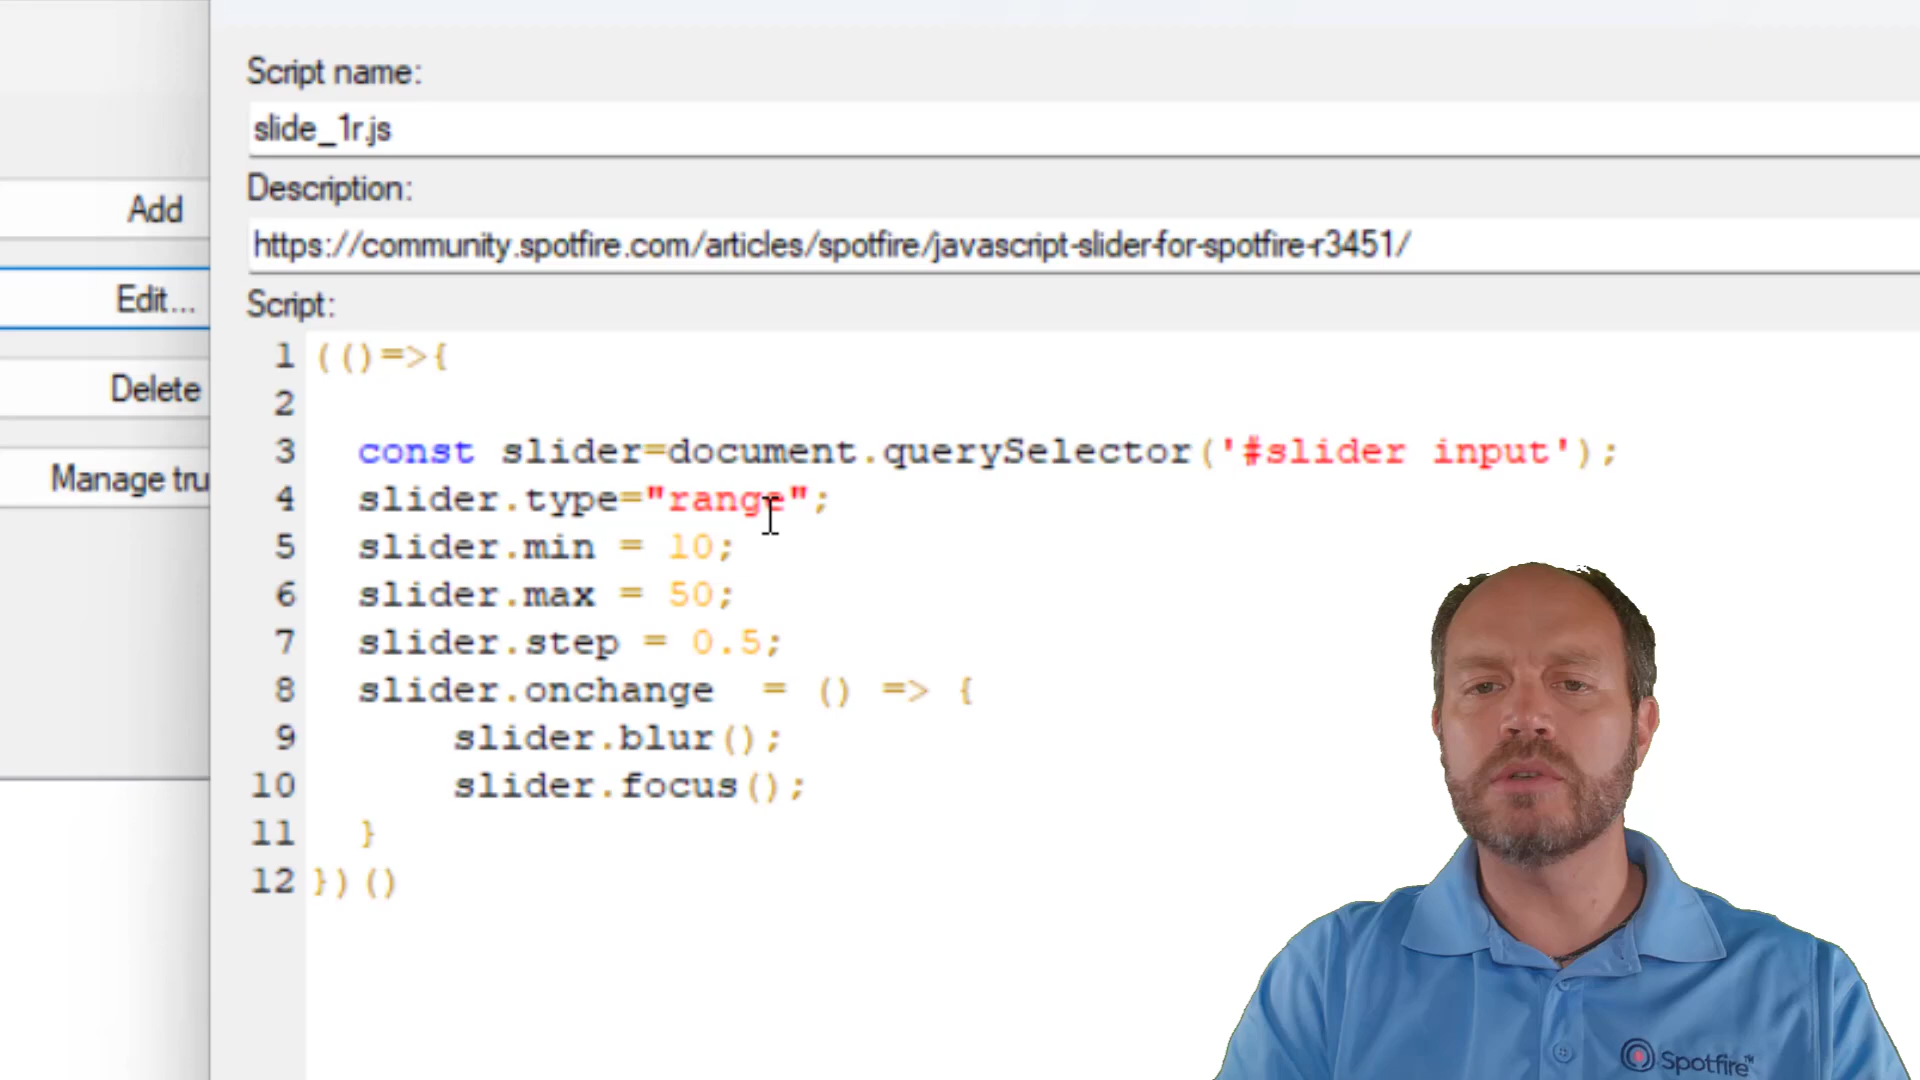 Script name:
slide_1r.js
Description:
https://community.spotfire.com/articles/spotfire/javascript-slider-for-spotfire-r3451/
Script:
Add
Edit...
Delete
Manage tru
1 (()=>{
2
3 const slider=document.querySelector('#slider input');
4 slider.type="range";
5 slider.min = 10;
6 slider.max = 50;
7 slider.step = 0.5;
8 slider.onchange  = () => {
9 slider.blur();
10 slider.focus();
11 }
12 })()
Spotfire™